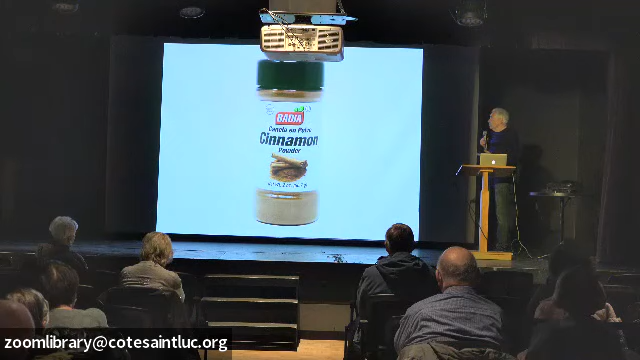 BADIA
Canela en Polvo
Cinnamon
Powder
zoomlibrary@cotesaintluc.org